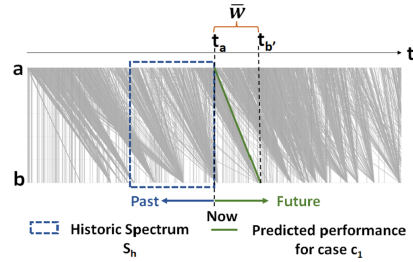 w̅
tₐ t_b'
t
a
b
Past Future
Now
Historic Spectrum Predicted performance
Sₕ for case c₁